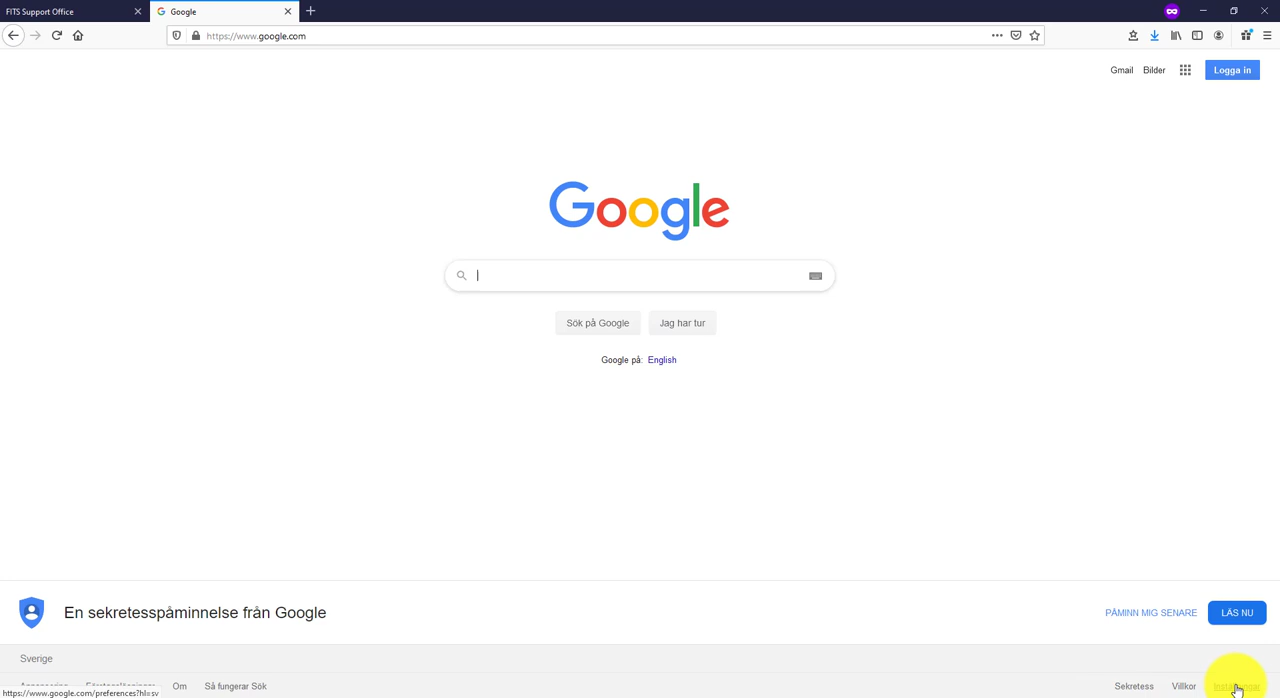 FITS Support Office
Google
https://www.google.com
Gmail Bilder Logga in
Google
Sök på Google Jag har tur
Google på: English
En sekretesspåminnelse från Google
PÅMINN MIG SENARE LÄS NU
Sverige
Om Så fungerar Sök Sekretess Villkor Inställningar
https://www.google.com/preferences?hl=sv